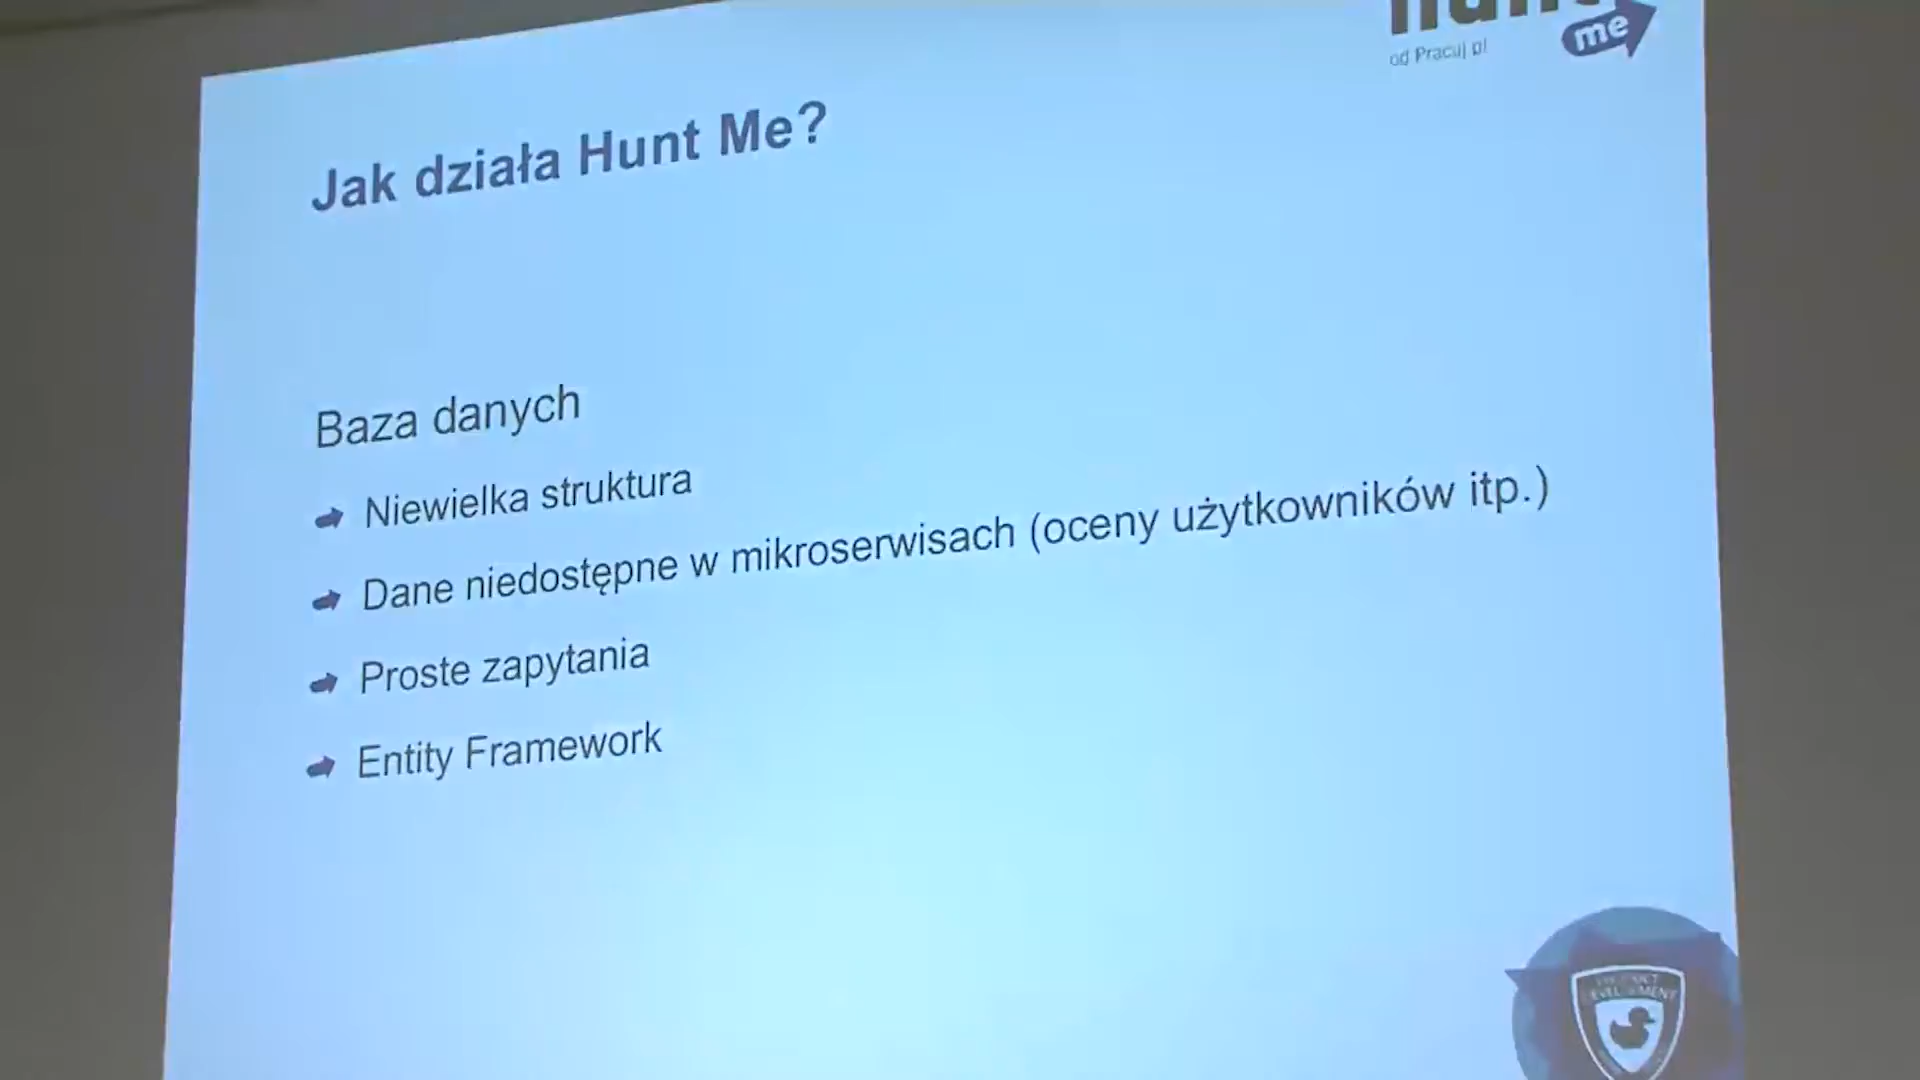 me
od Pracuj.pl
Jak działa Hunt Me?
Baza danych
Niewielka struktura
Dane niedostępne w mikroserwisach (oceny użytkowników itp.)
Proste zapytania
Entity Framework